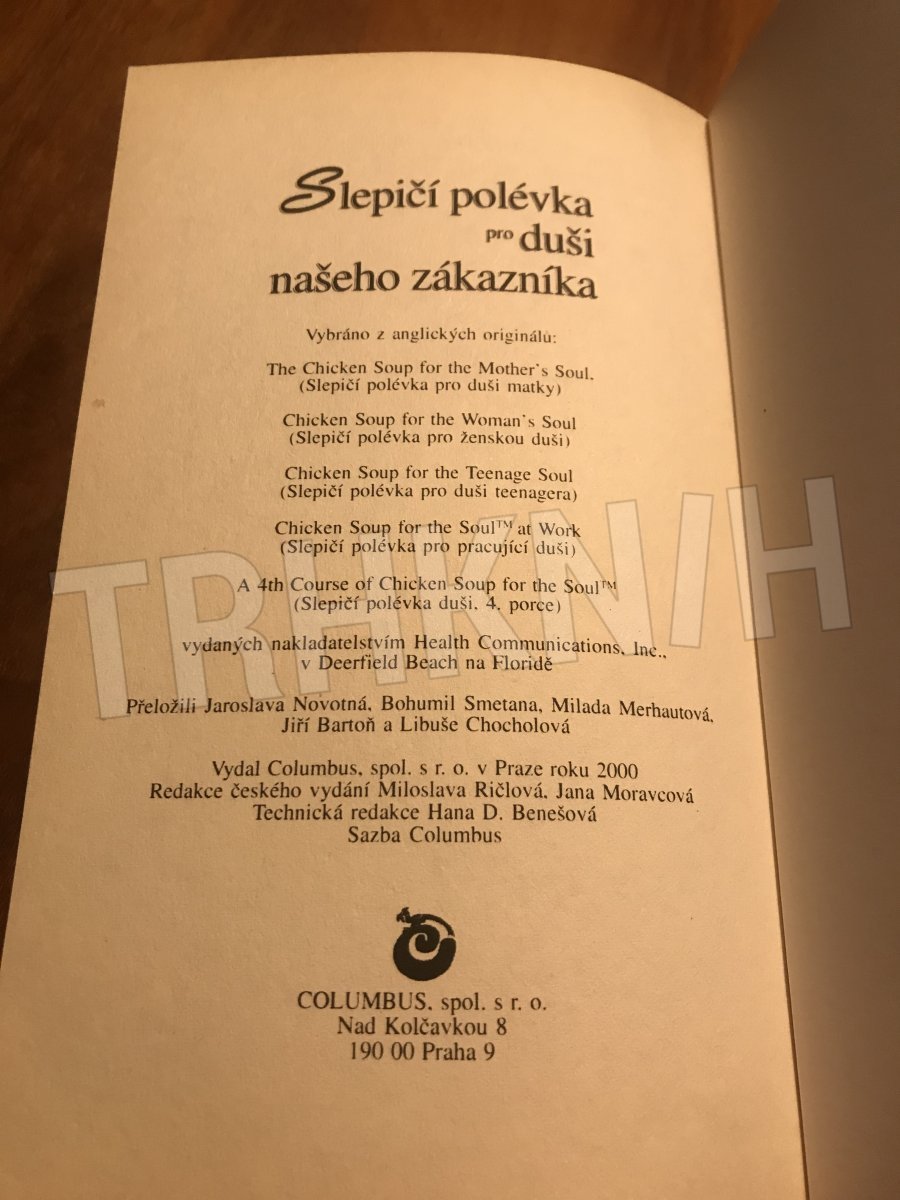 Slepičí polévka
pro duši
našeho zákazníka
Vybráno z anglických originálů:
The Chicken Soup for the Mother's Soul.
(Slepičí polévka pro duši matky)
Chicken Soup for the Woman's Soul
(Slepičí polévka pro ženskou duši)
Chicken Soup for the Teenage Soul
(Slepičí polévka pro duši teenagera)
Chicken Soup for the Soul™ at Work
(Slepičí polévka pro pracující duši)
A 4th Course of Chicken Soup for the Soul™
(Slepičí polévka duši. 4. porce)
vydaných nakladatelstvím Health Communications, Inc.,
v Deerfield Beach na Floridě
Přeložili Jaroslava Novotná, Bohumil Smetana, Milada Merhautová,
Jiří Bartoň a Libuše Chocholová
Vydal Columbus, spol. s r. o. v Praze roku 2000
Redakce českého vydání Miloslava Ričlová, Jana Moravcová
Technická redakce Hana D. Benešová
Sazba Columbus
COLUMBUS, spol. s r. o.
Nad Kolčavkou 8
190 00 Praha 9
TRHKNIH